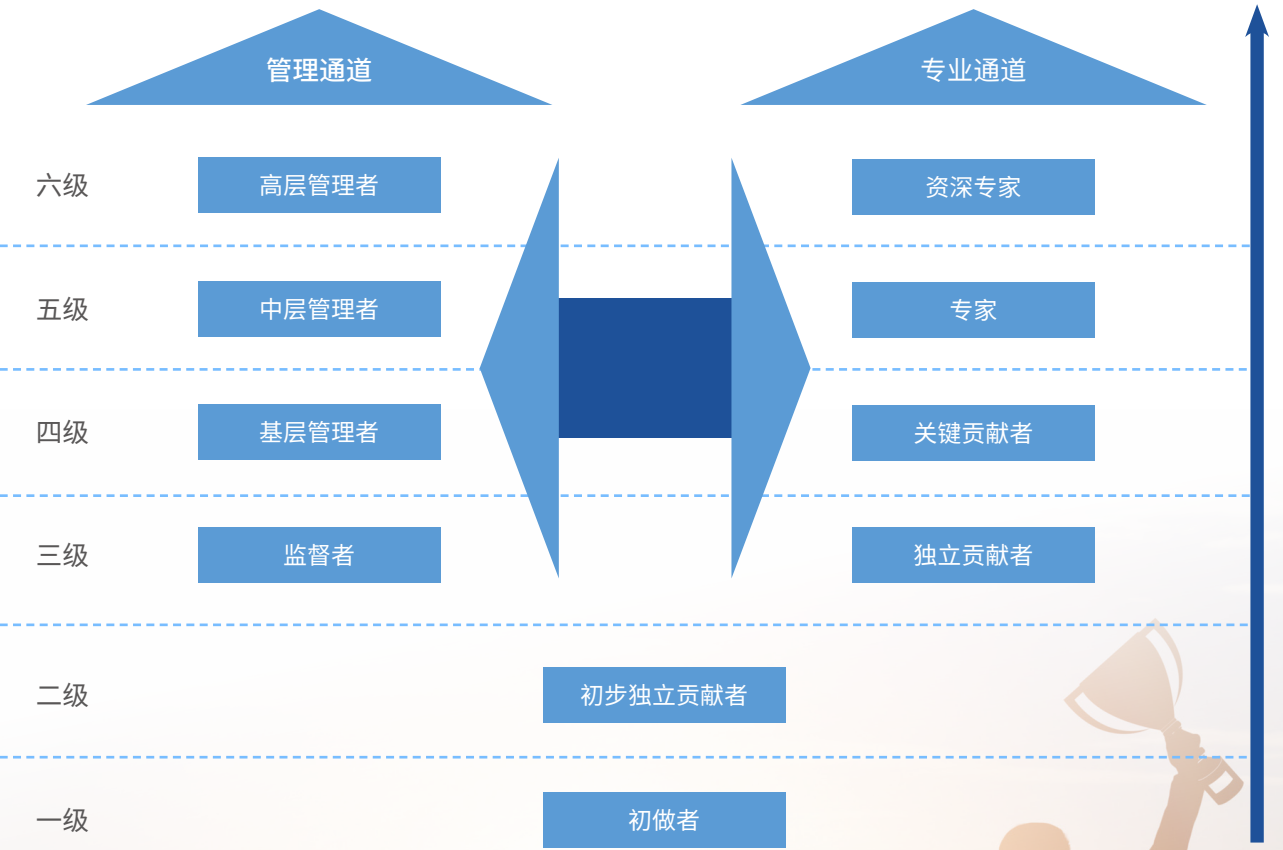 管理通道
专业通道
六级
高层管理者
资深专家
五级
中层管理者
专家
四级
基层管理者
关键贡献者
三级
监督者
独立贡献者
二级
初步独立贡献者
一级
初做者